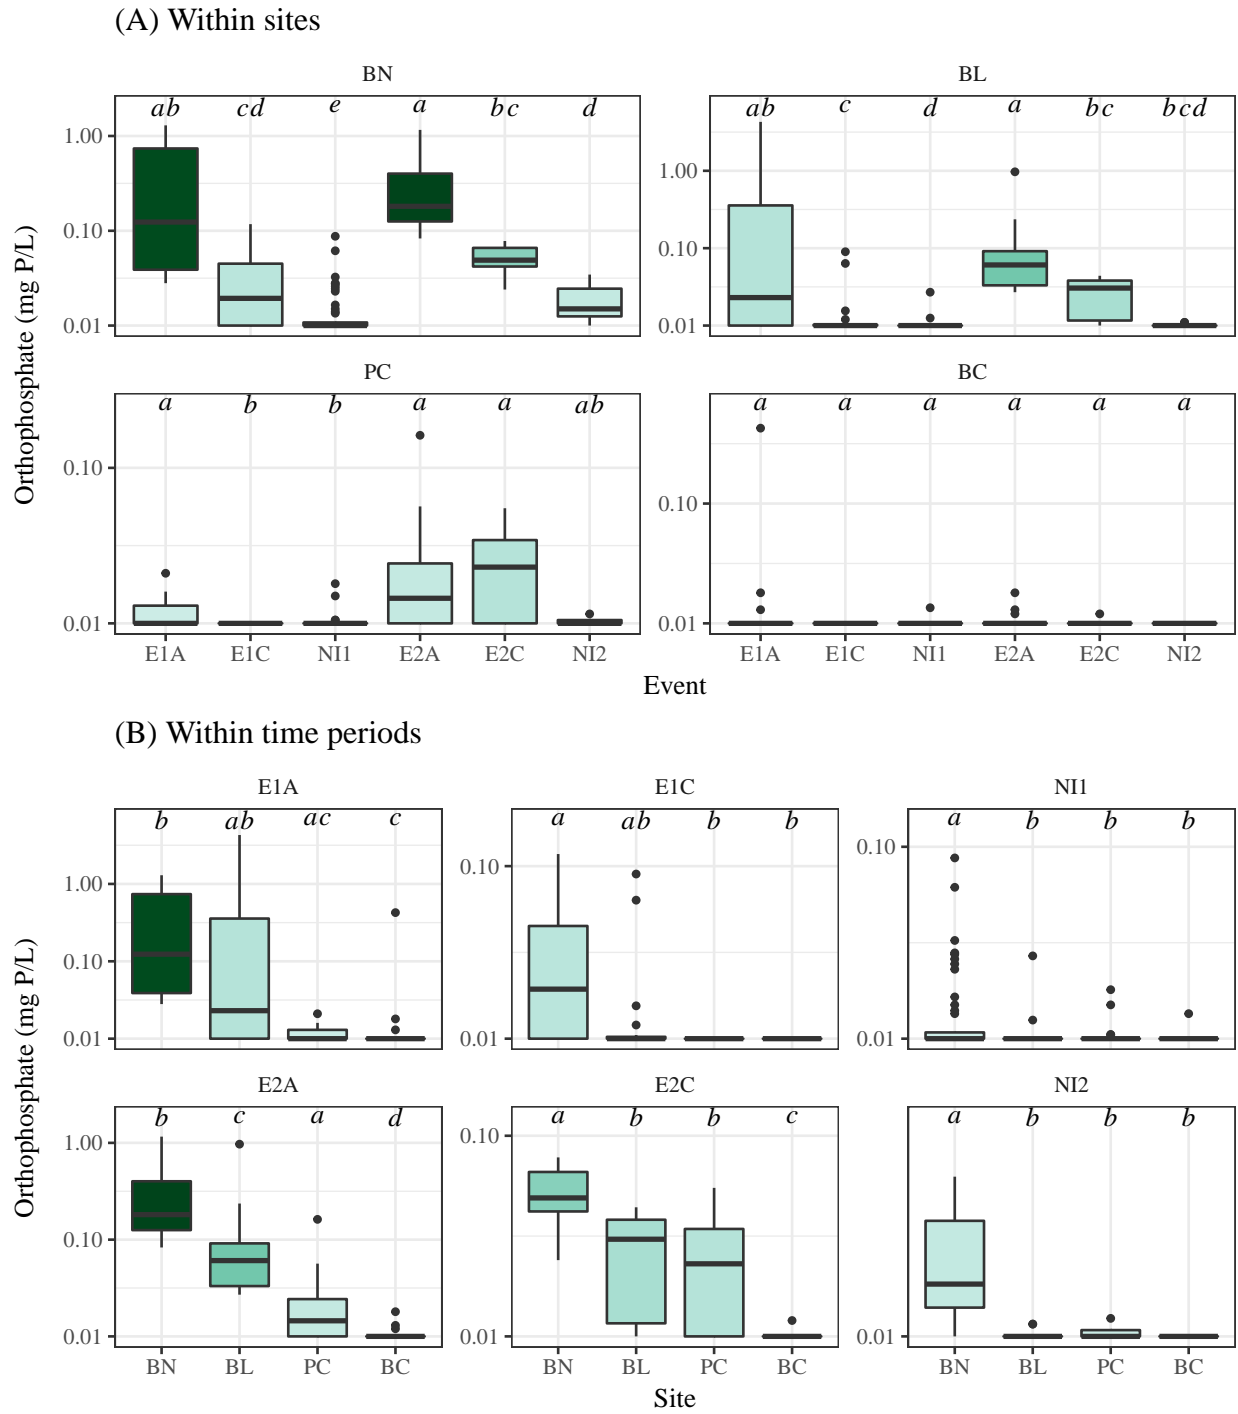 (A) Within sites
BN BL
ab cd e a bc d ab c d a bc bcd
1.00 1.00
0.10 0.10
0.01 0.01
PC BC
a b b a a ab a a a a a a
0.10 0.10
0.01 0.01
E1A E1C NI1 E2A E2C NI2 E1A E1C NI1 E2A E2C NI2
Orthophosphate (mg P/L)
Event
(B) Within time periods
E1A E1C NI1
b ab ac c a ab b b a b b b
1.00 0.10 0.10
0.10
0.01 0.01 0.01
E2A E2C NI2
b c a d a b b c a b b b
1.00 0.10
0.10
0.01 0.01 0.01
BN BL PC BC BN BL PC BC BN BL PC BC
Orthophosphate (mg P/L)
Site